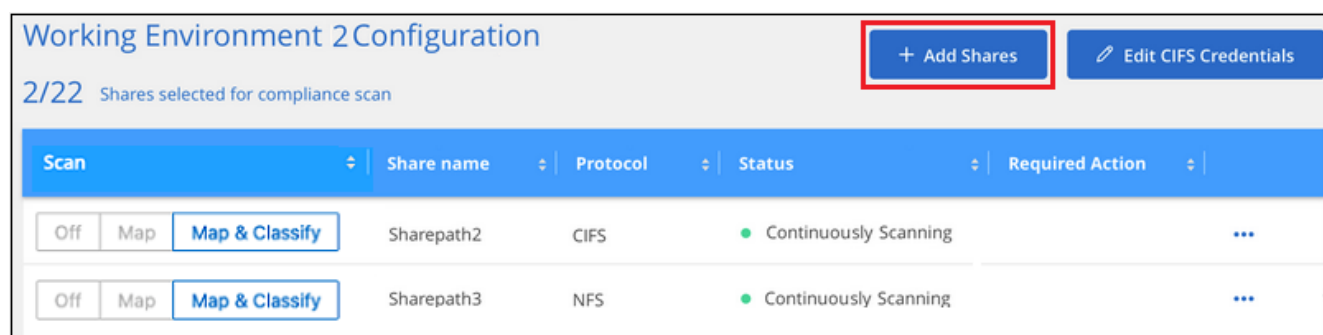 Working Environment 2 Configuration
+ Add Shares
Edit CIFS Credentials
2/22 Shares selected for compliance scan
Scan Share name Protocol Status Required Action
Off Map Map & Classify Sharepath2 CIFS Continuously Scanning ...
Off Map Map & Classify Sharepath3 NFS Continuously Scanning ...